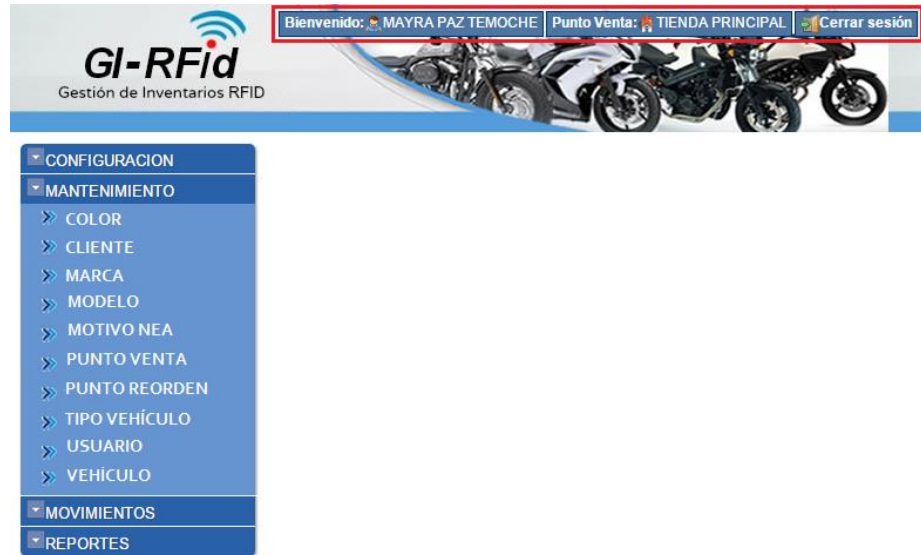 Bienvenido: MAYRA PAZ TEMOCHE Punto Venta: TIENDA PRINCIPAL Cerrar sesión
GI-RFid
Gestión de Inventarios RFID
CONFIGURACION
MANTENIMIENTO
COLOR
CLIENTE
MARCA
MODELO
MOTIVO NEA
PUNTO VENTA
PUNTO REORDEN
TIPO VEHÍCULO
USUARIO
VEHÍCULO
MOVIMIENTOS
REPORTES